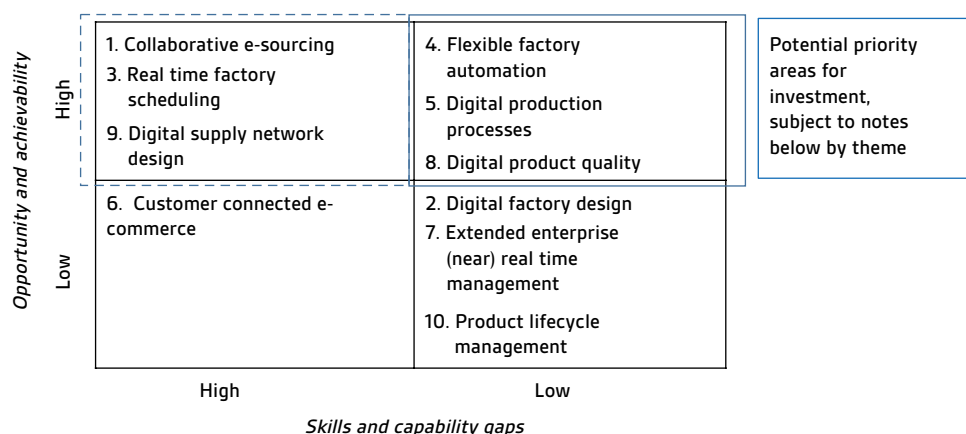 Opportunity and achievability
High
Low
1. Collaborative e-sourcing
3. Real time factory
scheduling
9. Digital supply network
design
4. Flexible factory
automation
5. Digital production
processes
8. Digital product quality
Potential priority
areas for
investment,
subject to notes
below by theme
6. Customer connected e-
commerce
2. Digital factory design
7. Extended enterprise
(near) real time
management
10. Product lifecycle
management
High
Low
Skills and capability gaps